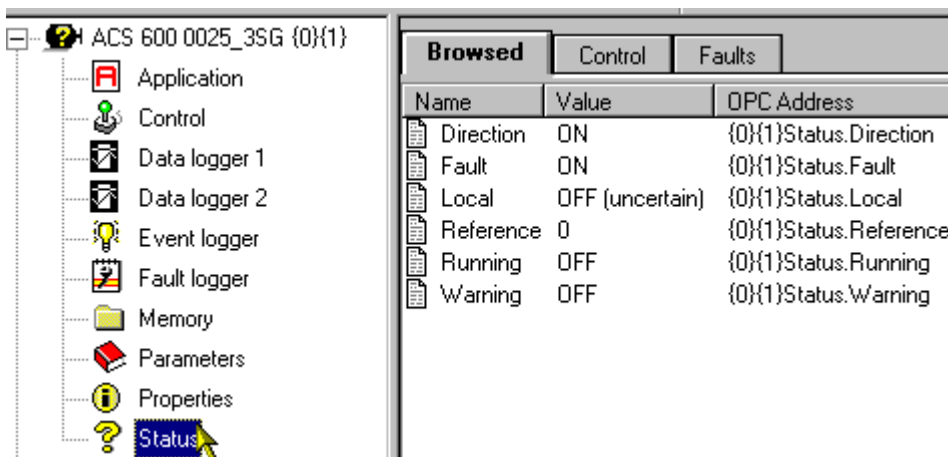 ACS 600 0025_3SG {0}{1}
Application
Control
Data logger 1
Data logger 2
Event logger
Fault logger
Memory
Parameters
Properties
Status
Browsed Control Faults
Name Value OPC Address
Direction ON {0}{1}Status.Direction
Fault ON {0}{1}Status.Fault
Local OFF (uncertain) {0}{1}Status.Local
Reference 0 {0}{1}Status.Reference
Running OFF {0}{1}Status.Running
Warning OFF {0}{1}Status.Warning